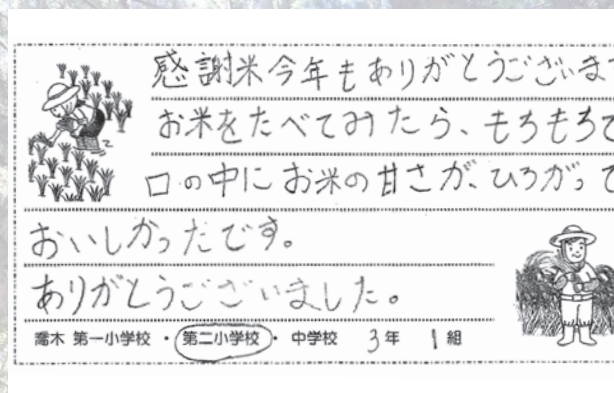 感謝米今年もありがとうございま
お米をたべてみたら、もちもちで
口の中にお米の甘さが、ひろがって
おいしかったです。
ありがとうございました。
喬木 第一小学校 ・ 第二小学校 ・ 中学校 3年 1組